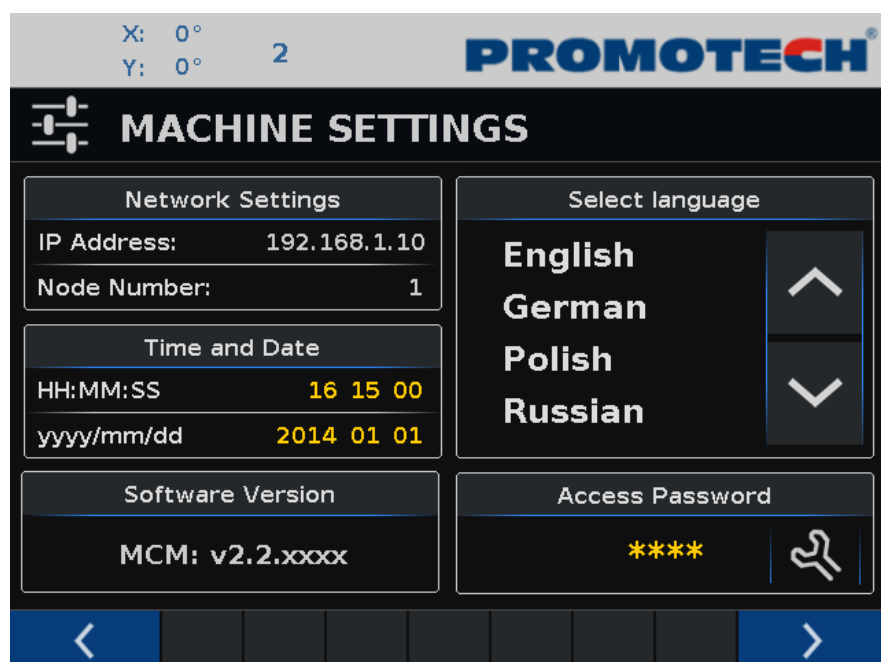 X: 0°
Y: 0°
2
PROMOTECH®
MACHINE SETTINGS
Network Settings
IP Address: 192.168.1.10
Node Number: 1
Time and Date
HH:MM:SS 16 15 00
yyyy/mm/dd 2014 01 01
Software Version
MCM: v2.2.xxxx
Select language
English
German
Polish
Russian
Access Password
****